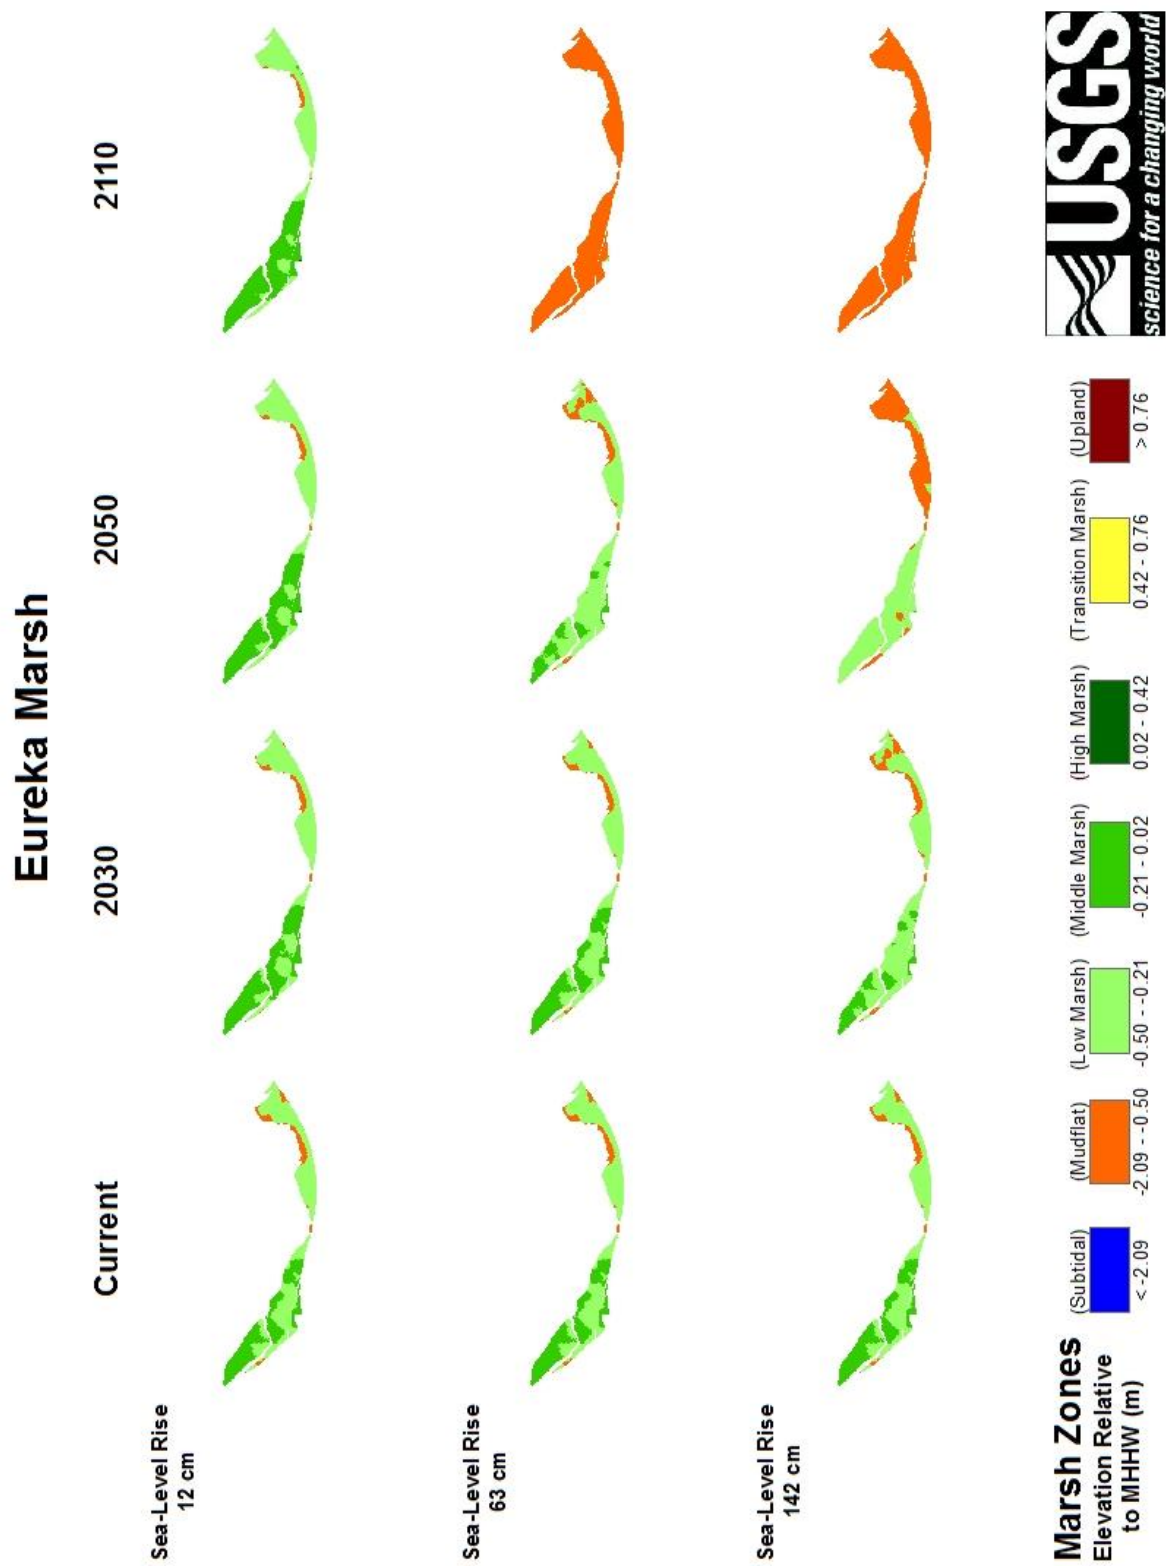 Eureka Marsh
Current
2030
2050
2110
Sea-Level Rise
12 cm
Sea-Level Rise
63 cm
Sea-Level Rise
142 cm
Marsh Zones
Elevation Relative
to MHHW (m)
(Subtidal)
< -2.09
(Mudflat)
-2.09 - -0.50
(Low Marsh)
-0.50 - -0.21
(Middle Marsh)
-0.21 - 0.02
(High Marsh)
0.02 - 0.42
(Transition Marsh)
0.42 - 0.76
(Upland)
> 0.76
USGS
science for a changing world